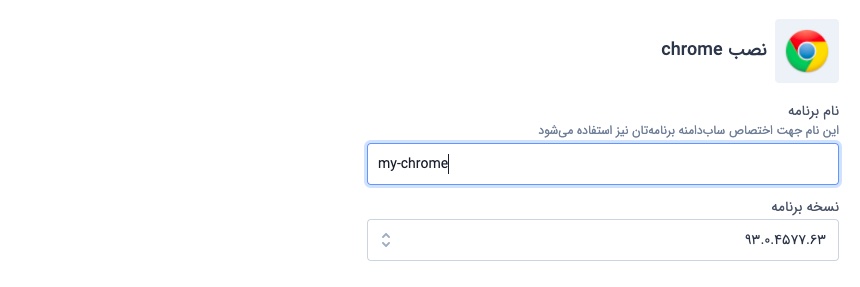 نصب chrome
نام برنامه
این نام جهت اختصاص ساب‌دامنه برنامه‌تان نیز استفاده می‌شود
my-chrome
نسخه برنامه
۹۳.۰.۴۵۷۷.۶۳